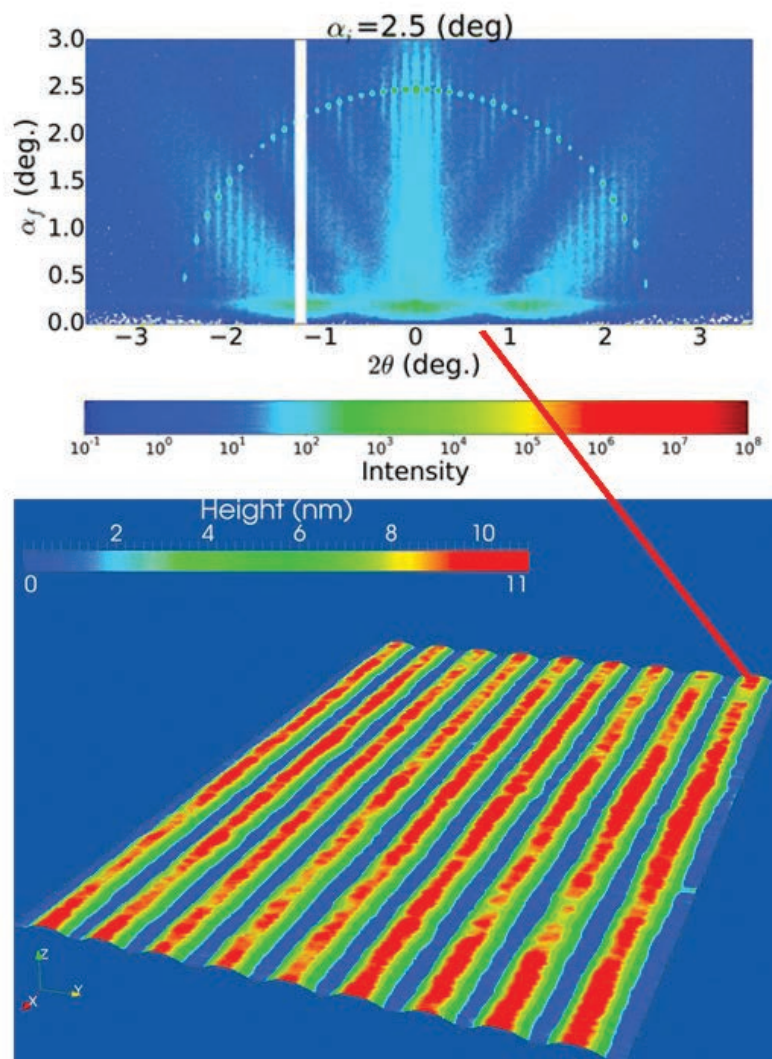 α_i=2.5 (deg)
3.0
2.5
2.0
1.5
1.0
0.5
0.0
α_f (deg.)
−3 −2 −1 0 1 2 3
2θ (deg.)
10^-1 10^0 10^1 10^2 10^3 10^4 10^5 10^6 10^7 10^8
Intensity
Height (nm)
2 4 6 8 10
0 11
Z
X Y